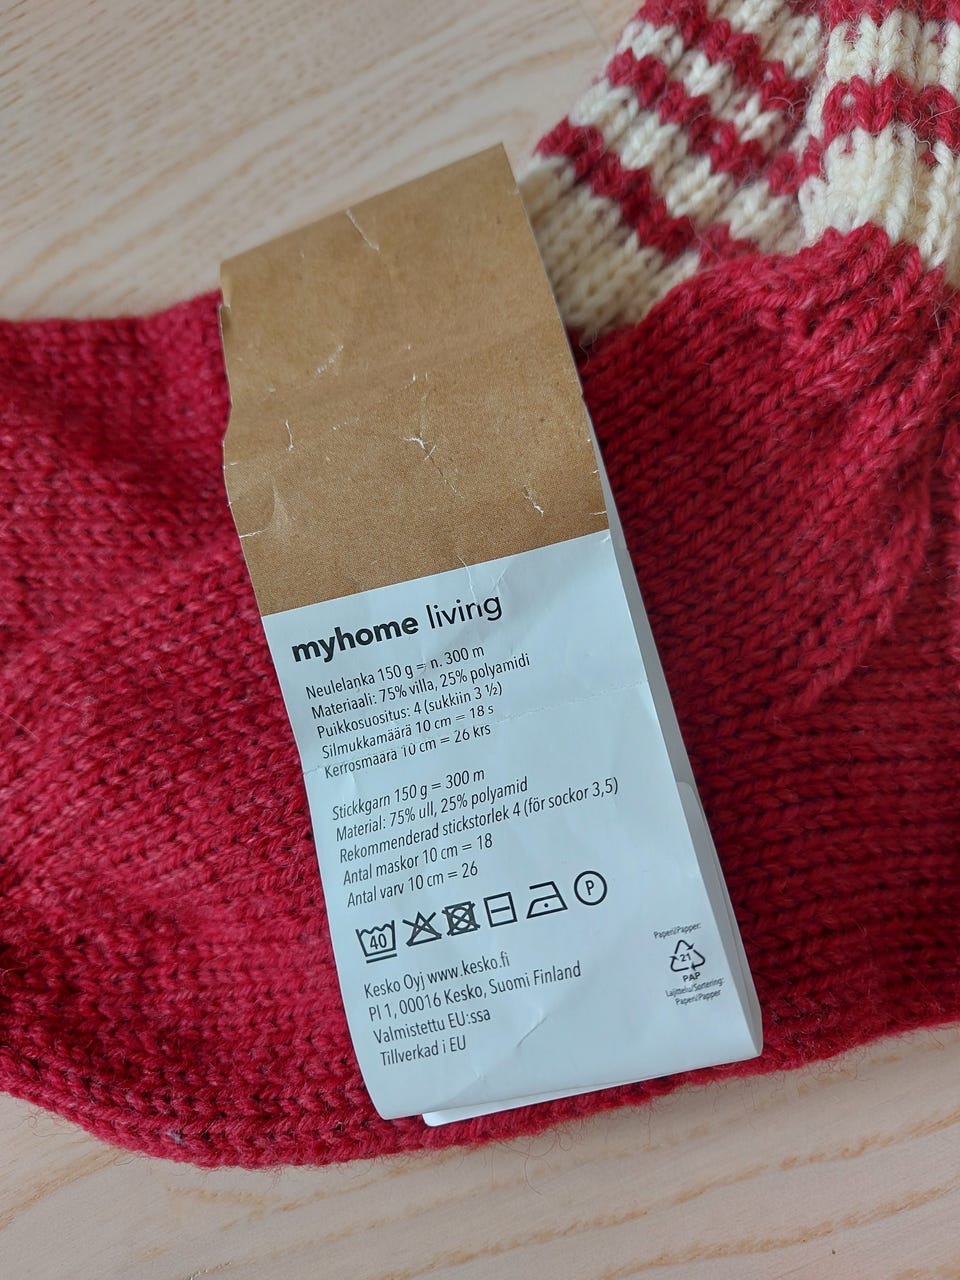 myhome living
Neulelanka 150 g = n. 300 m
Materiaali: 75% villa, 25% polyamidi
Puikkosuositus: 4 (sukkiin 3 ½)
Silmukkamäärä 10 cm = 18 s
Kerrosmäärä 10 cm = 26 krs
Stickkgarn 150 g = 300 m
Material: 75% ull, 25% polyamid
Rekommenderad stickstorlek 4 (för sockor 3,5)
Antal maskor 10 cm = 18
Antal varv 10 cm = 26
40
P
Kesko Oyj www.kesko.fi
Pl 1, 00016 Kesko, Suomi Finland
Valmistettu EU:ssa
Tillverkad i EU
Paperi/Papper:
21
PAP
Lajittelu/Sortering:
Paperi/Papper